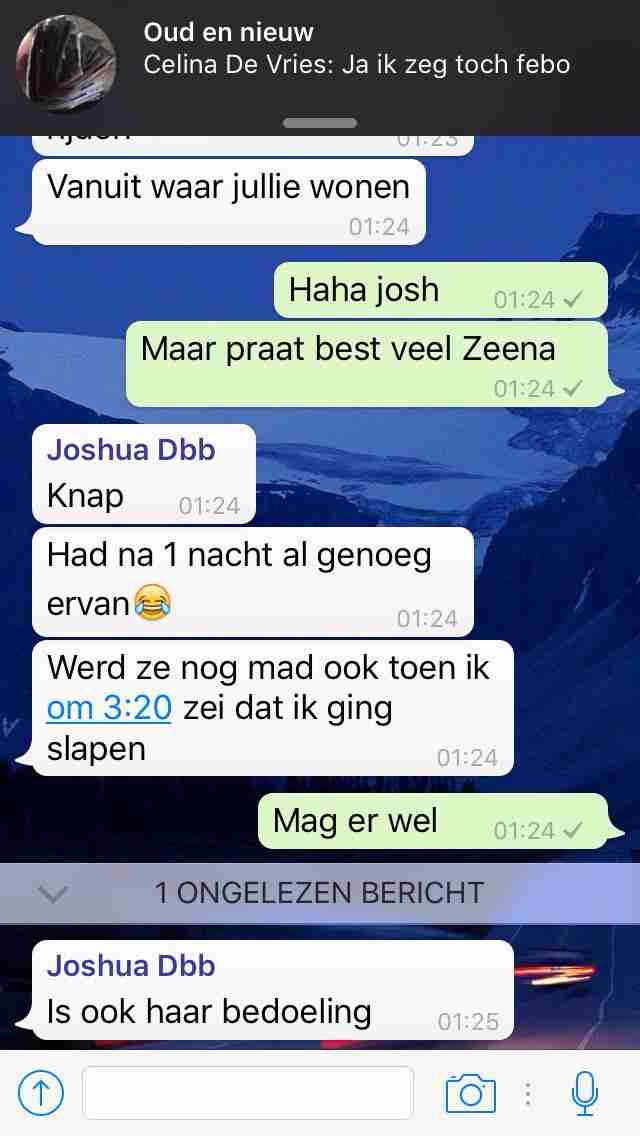 Oud en nieuw
Celina De Vries: Ja ik zeg toch febo
01:23
Vanuit waar jullie wonen
01:24
Haha josh 01:24
Maar praat best veel Zeena
01:24
Joshua Dbb
Knap 01:24
Had na 1 nacht al genoeg
ervan😂 01:24
Werd ze nog mad ook toen ik
om 3:20 zei dat ik ging
slapen 01:24
Mag er wel 01:24
1 ONGELEZEN BERICHT
Joshua Dbb
Is ook haar bedoeling 01:25